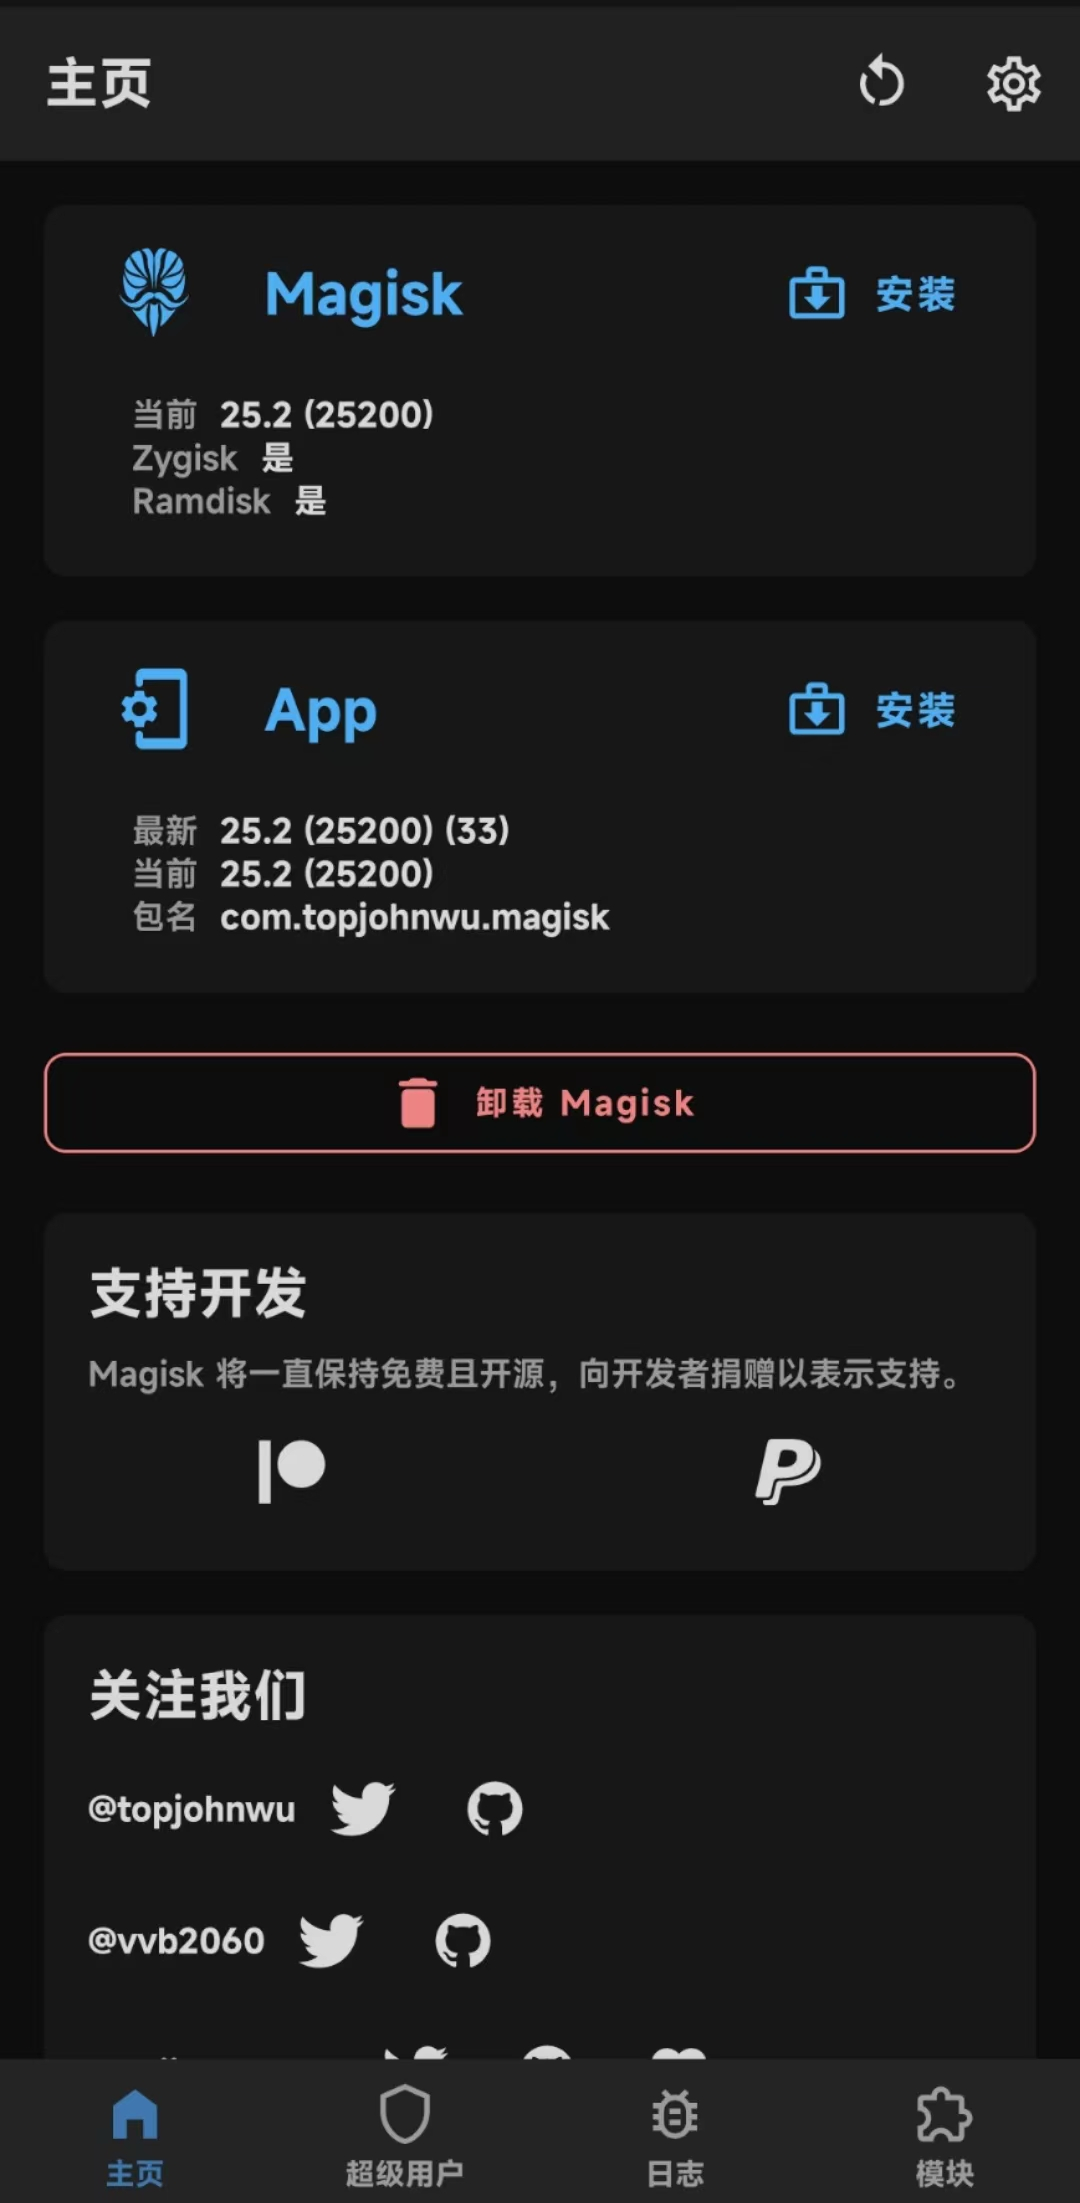 主页
Magisk 安装
当前 25.2 (25200)
Zygisk 是
Ramdisk 是
App 安装
最新 25.2 (25200) (33)
当前 25.2 (25200)
包名 com.topjohnwu.magisk
卸载 Magisk
支持开发
Magisk 将一直保持免费且开源，向开发者捐赠以表示支持。
关注我们
@topjohnwu
@vvb2060
主页 超级用户 日志 模块